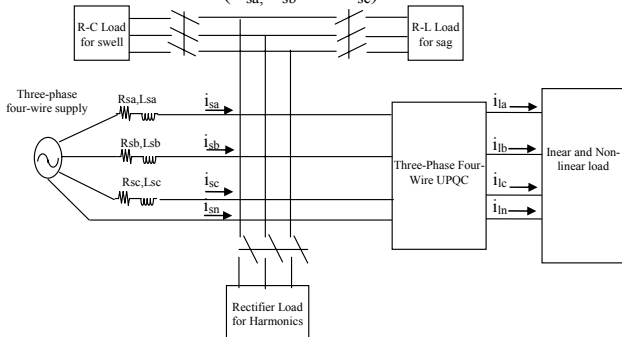 R-C Load
for swell
R-L Load
for sag
Three-phase
four-wire supply
Rsa,Lsa
Rsb,Lsb
Rsc,Lsc
isa
isb
isc
isn
Three-Phase Four-
Wire UPQC
ila
ilb
ilc
iln
Inear and Non-
linear load
Rectifier Load
for Harmonics